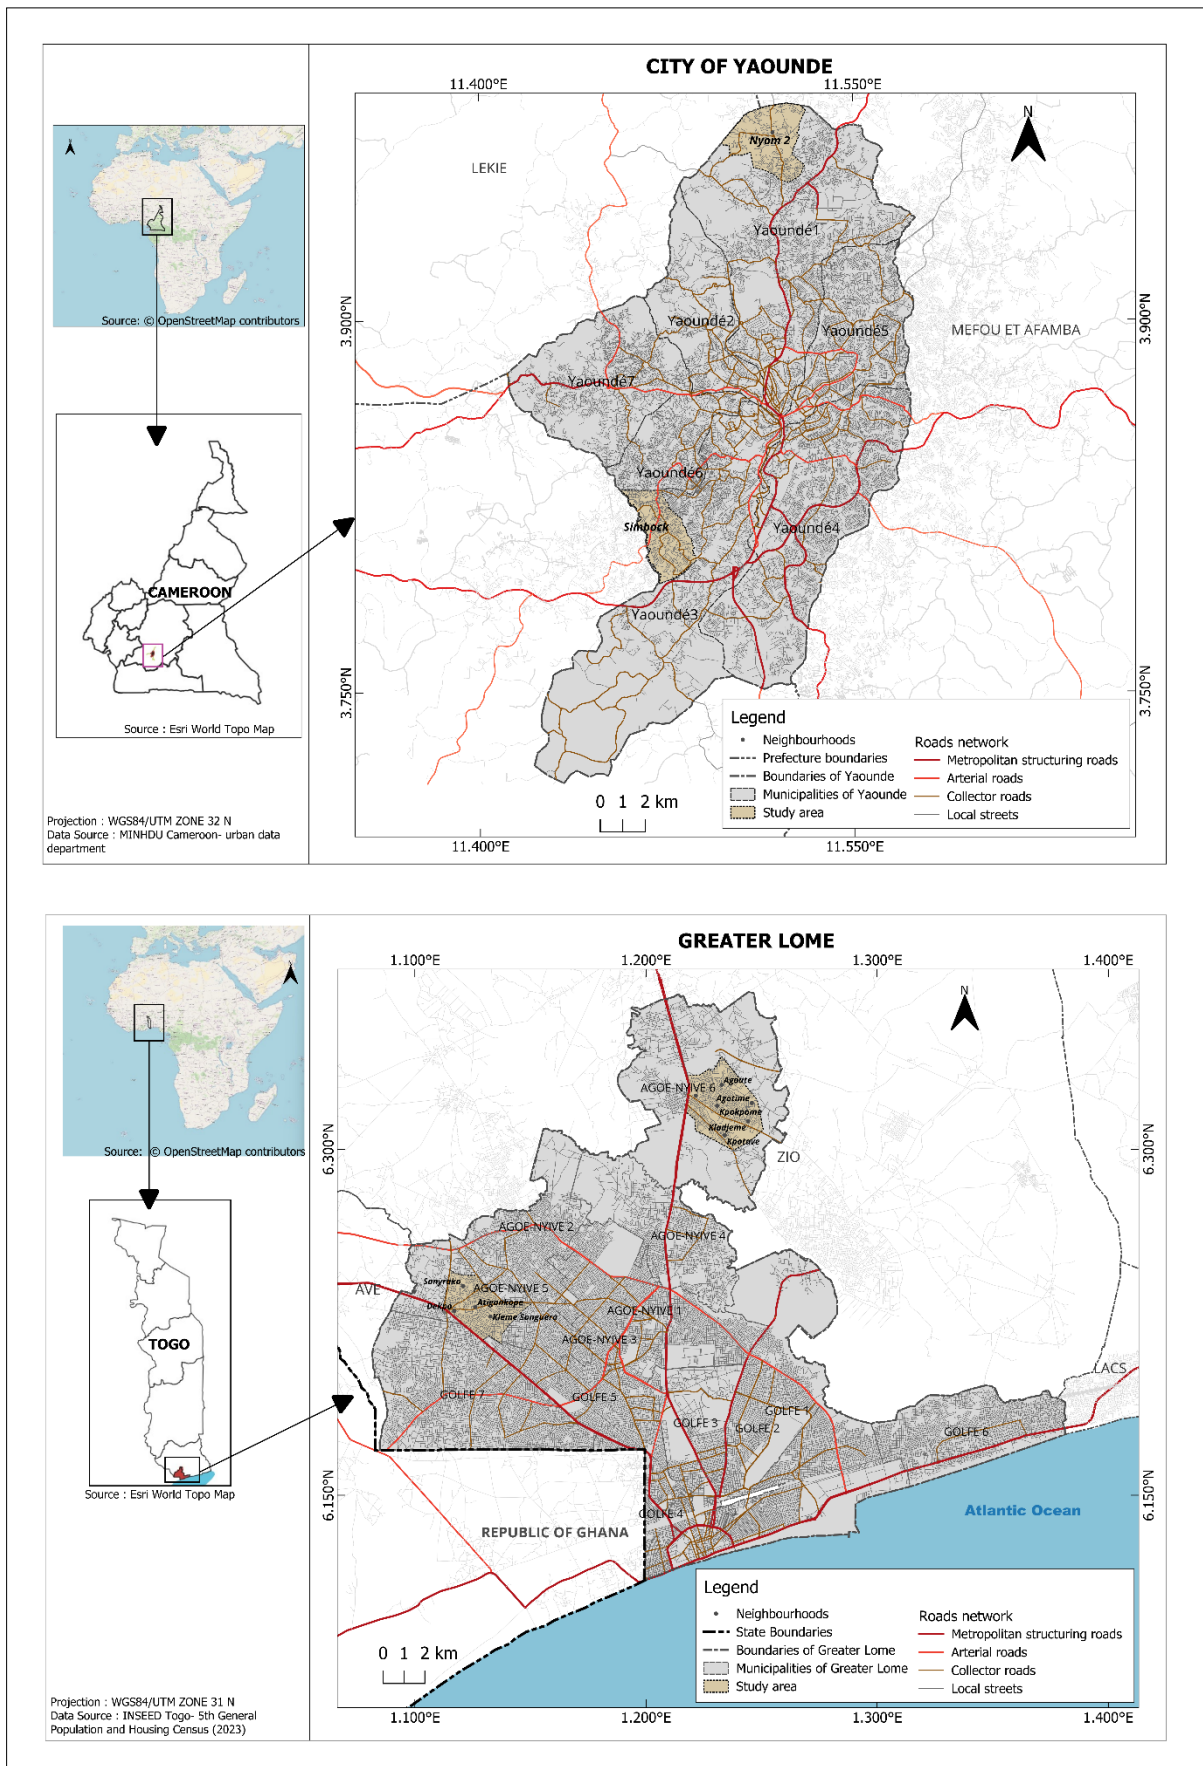 CITY OF YAOUNDE
11.400°E
11.550°E
N
LEKIE
Nyom 2
Yaoundé1
3.900°N
3.900°N
Yaoundé2
Yaoundé5
MEFOU ET AFAMBA
Yaoundé7
Yaoundé6
Simbock
Yaoundé4
Yaoundé3
3.750°N
3.750°N
Legend
Neighbourhoods
Prefecture boundaries
Boundaries of Yaounde
Municipalities of Yaounde
Study area
Roads network
Metropolitan structuring roads
Arterial roads
Collector roads
Local streets
0 1 2 km
11.400°E
11.550°E
Source: © OpenStreetMap contributors
CAMEROON
Source : Esri World Topo Map
Projection : WGS84/UTM ZONE 32 N
Data Source : MINHDU Cameroon- urban data
department
GREATER LOME
1.100°E
1.200°E
1.300°E
1.400°E
N
AGOE-NYIVE 6
Agoute
Agotime
Kpokpome
Kladjeme
Kpotave
6.300°N
6.300°N
ZIO
AGOE-NYIVE 2
AGOE-NYIVE 4
Sanyrako
AVE
AGOE-NYIVE 5
Dekpo
Atigankope
Kleme Sanguera
AGOE-NYIVE 1
AGOE-NYIVE 3
LACS
GOLFE 7
GOLFE 5
GOLFE 1
GOLFE 3
GOLFE 2
GOLFE 6
6.150°N
6.150°N
GOLFE 4
Atlantic Ocean
REPUBLIC OF GHANA
Legend
Neighbourhoods
State Boundaries
Boundaries of Greater Lome
Municipalities of Greater Lome
Study area
Roads network
Metropolitan structuring roads
Arterial roads
Collector roads
Local streets
0 1 2 km
1.100°E
1.200°E
1.300°E
1.400°E
Source: © OpenStreetMap contributors
TOGO
Source : Esri World Topo Map
Projection : WGS84/UTM ZONE 31 N
Data Source : INSEED Togo- 5th General
Population and Housing Census (2023)